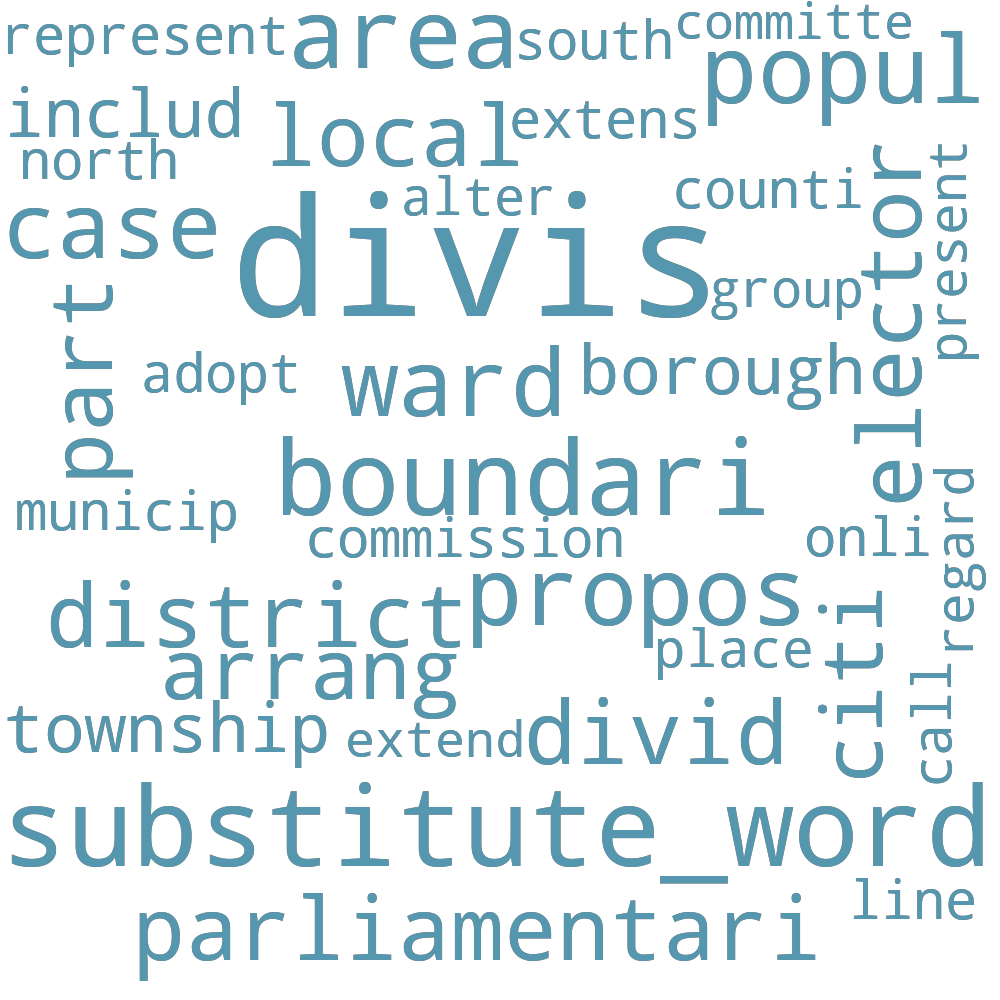 represent
area
south
committe
popul
includ
local
extens
north
alter
counti
case
divis
group
elector
present
part
adopt
ward
borough
boundari
municip
commission
onli
regard
district
propos
arrang
place
citi
call
township
extend
divid
substitute_word
parliamentari
line